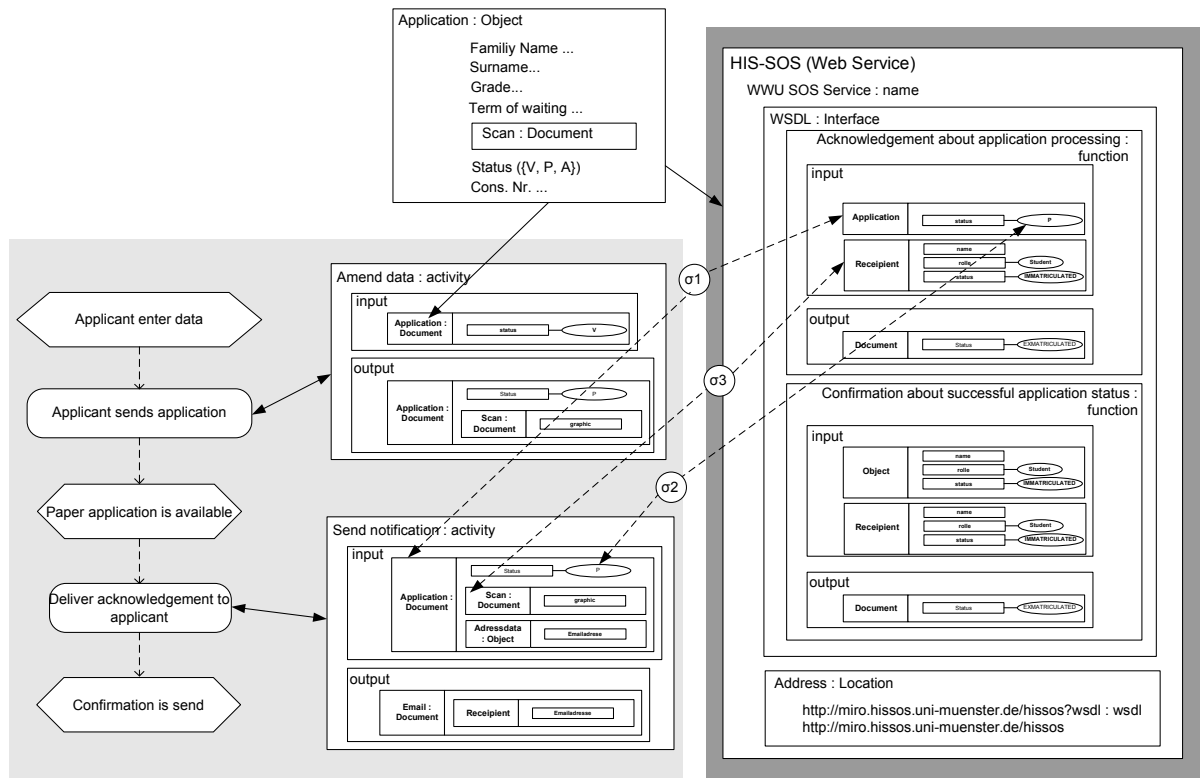 Application : Object
Familiy Name ...
Surname...
Grade...
Term of waiting ...
Scan : Document
Status ({V, P, A})
Cons. Nr. ...
Applicant enter data
Applicant sends application
Paper application is available
Deliver acknowledgement to
applicant
Confirmation is send
Amend data : activity
input
Application :
Document
status
V
output
Application :
Document
Status
P
Scan :
Document
graphic
Send notification : activity
input
Application :
Document
Status
P
Scan :
Document
graphic
Adressdata
: Object
Emailadrese
output
Email :
Document
Receipient
Emailadresse
σ1
σ3
σ2
HIS-SOS (Web Service)
WWU SOS Service : name
WSDL : Interface
Acknowledgement about application processing :
function
input
Application
status
P
Receipient
name
rolle
Student
status
IMMATRICULATED
output
Document
Status
EXMATRICULATED
Confirmation about successful application status :
function
input
Object
name
rolle
Student
status
IMMATRICULATED
Receipient
name
rolle
Student
status
IMMATRICULATED
output
Document
Status
EXMATRICULATED
Address : Location
http://miro.hissos.uni-muenster.de/hissos?wsdl : wsdl
http://miro.hissos.uni-muenster.de/hissos